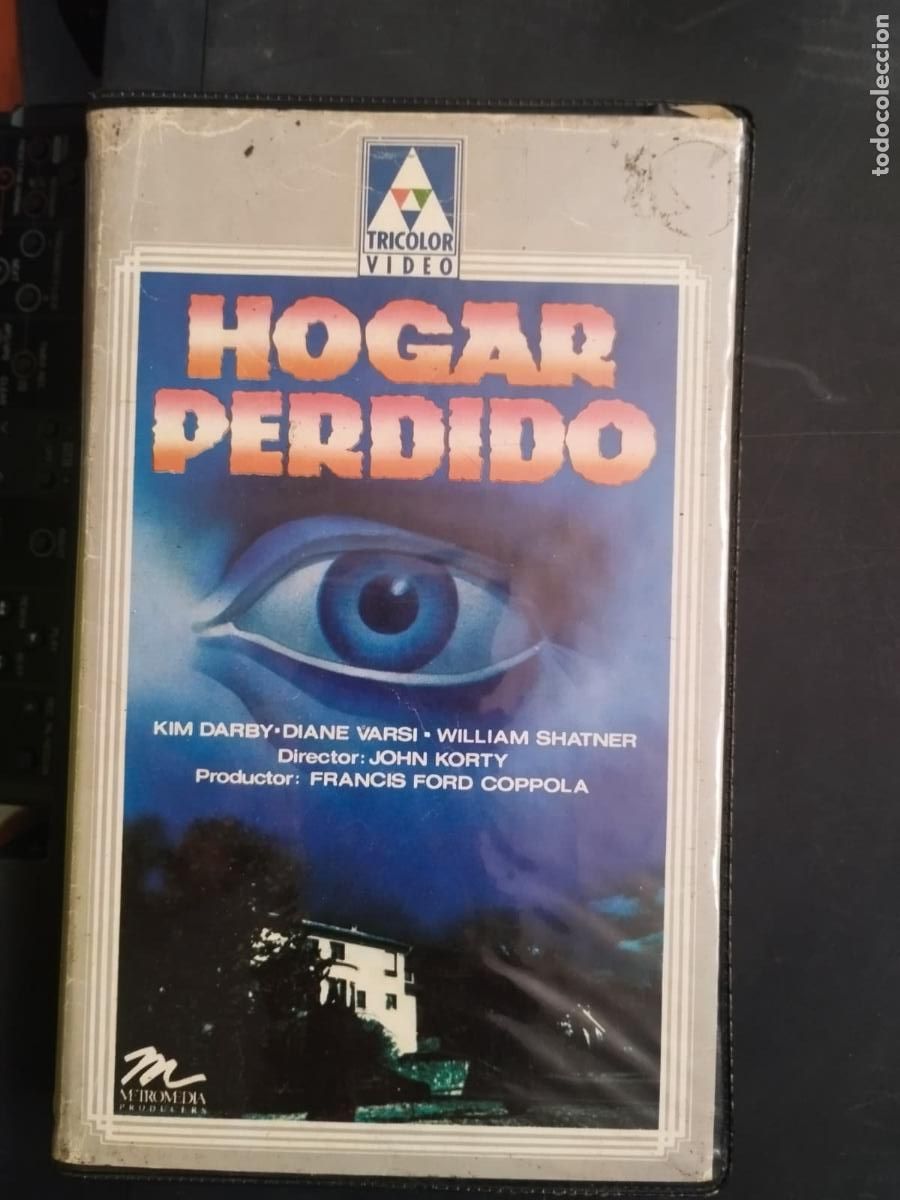 TRICOLOR
VIDEO
HOGAR
PERDIDO
KIM DARBY • DIANE VARSI • WILLIAM SHATNER
Director: JOHN KORTY
Productor: FRANCIS FORD COPPOLA
M
METROMEDIA
PRODUCERS
todocoleccion